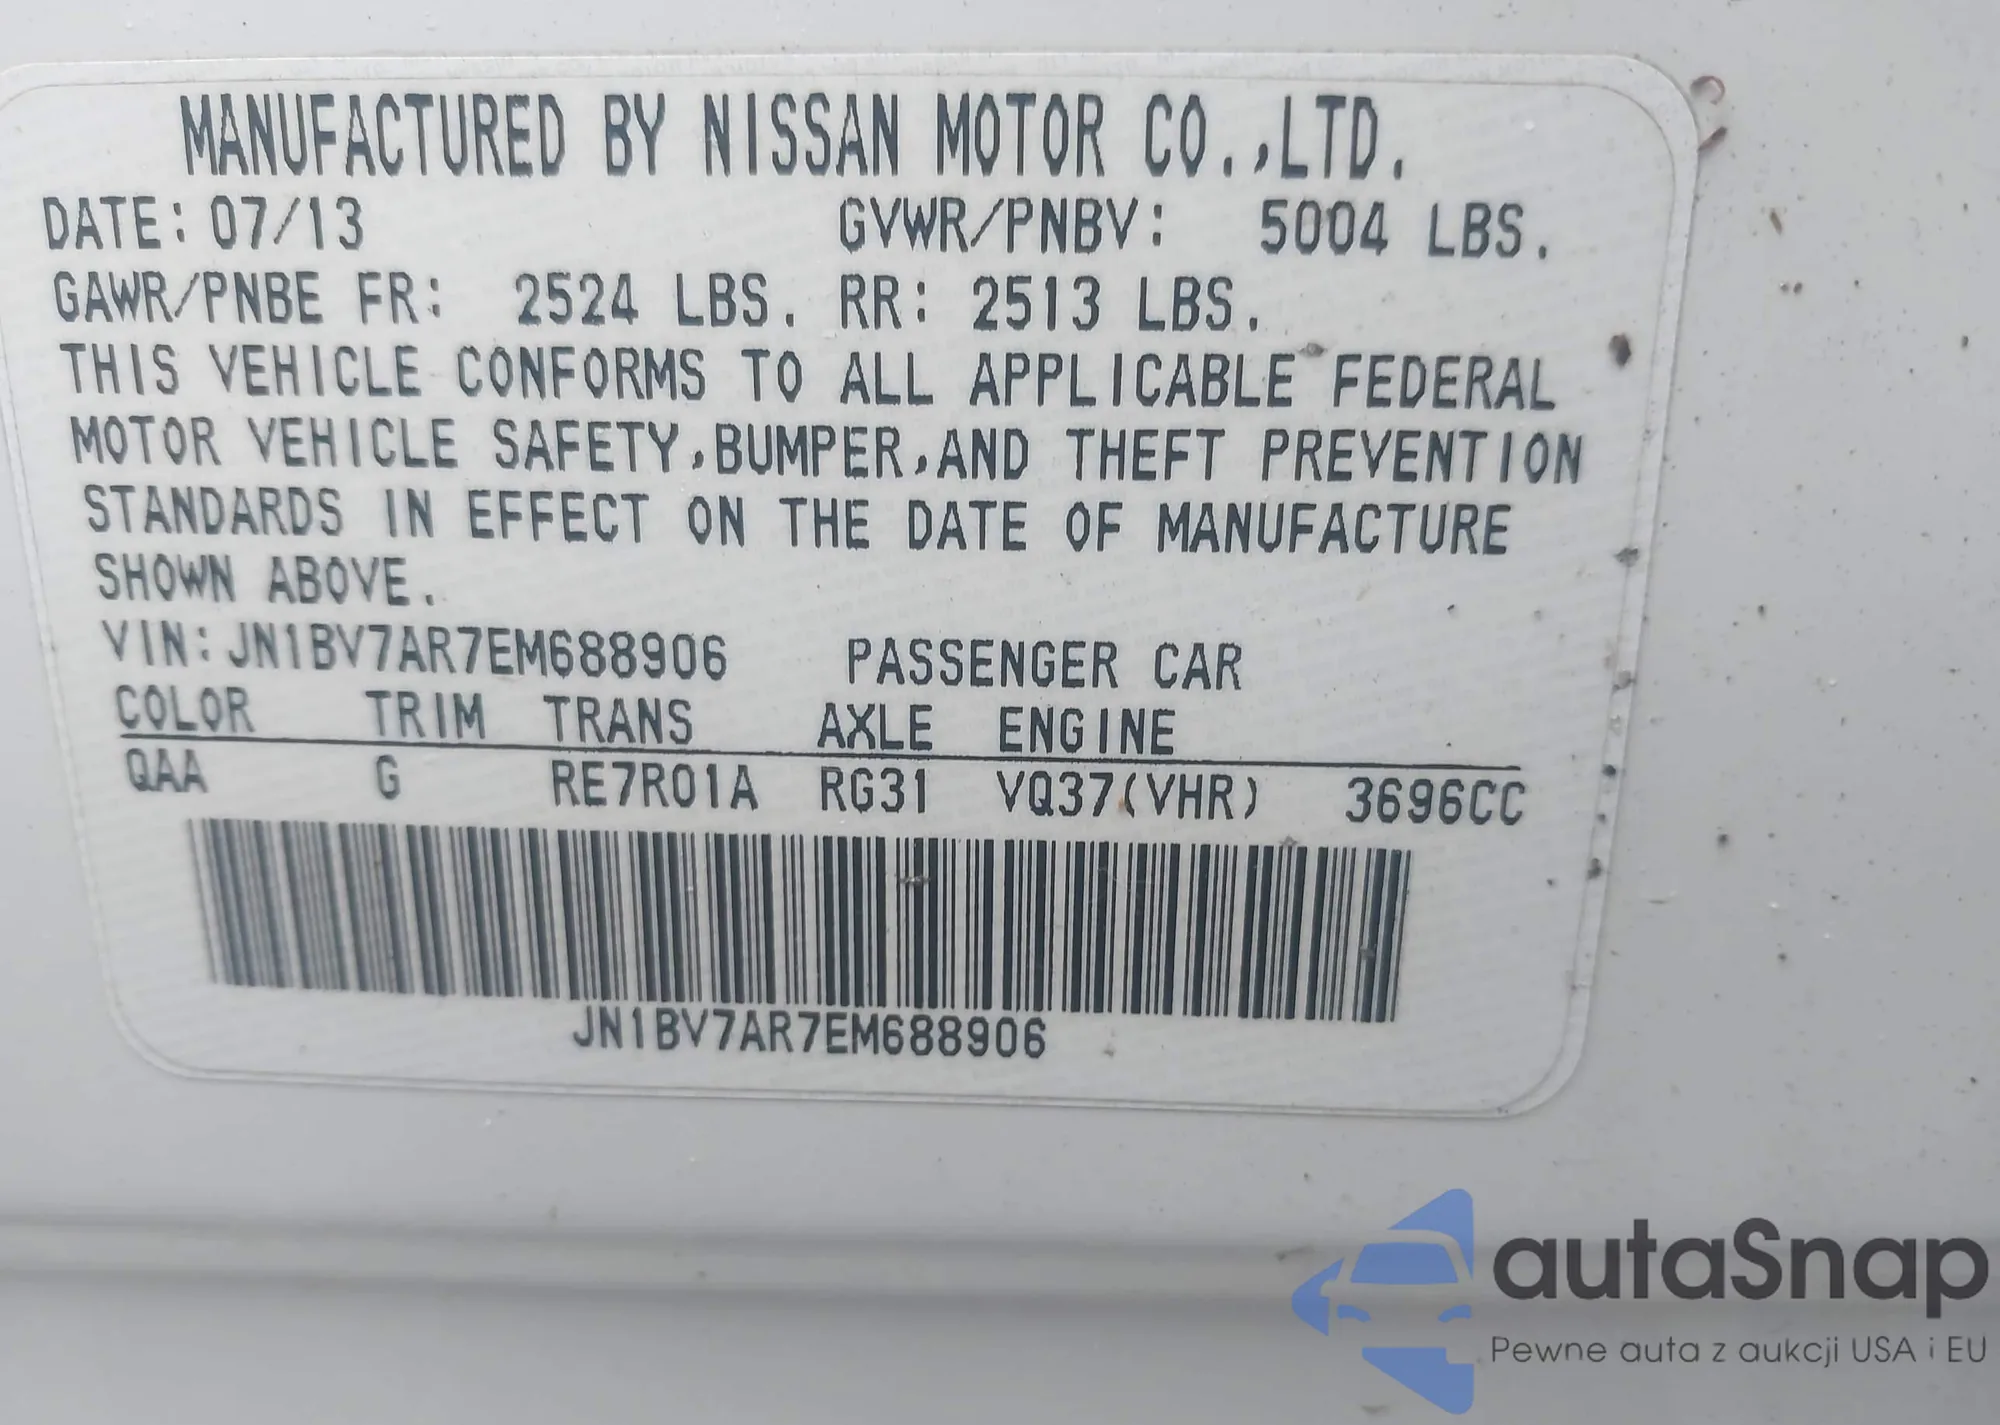 MANUFACTURED BY NISSAN MOTOR CO.,LTD.
DATE: 07/13 GVWR/PNBV: 5004 LBS.
GAWR/PNBE FR: 2524 LBS. RR: 2513 LBS.
THIS VEHICLE CONFORMS TO ALL APPLICABLE FEDERAL
MOTOR VEHICLE SAFETY,BUMPER,AND THEFT PREVENTION
STANDARDS IN EFFECT ON THE DATE OF MANUFACTURE
SHOWN ABOVE.
VIN: JN1BV7AR7EM688906 PASSENGER CAR
COLOR TRIM TRANS AXLE ENGINE
QAA G RE7R01A RG31 VQ37(VHR) 3696CC
JN1BV7AR7EM688906
autaSnap
Pewne auta z aukcji USA i EU